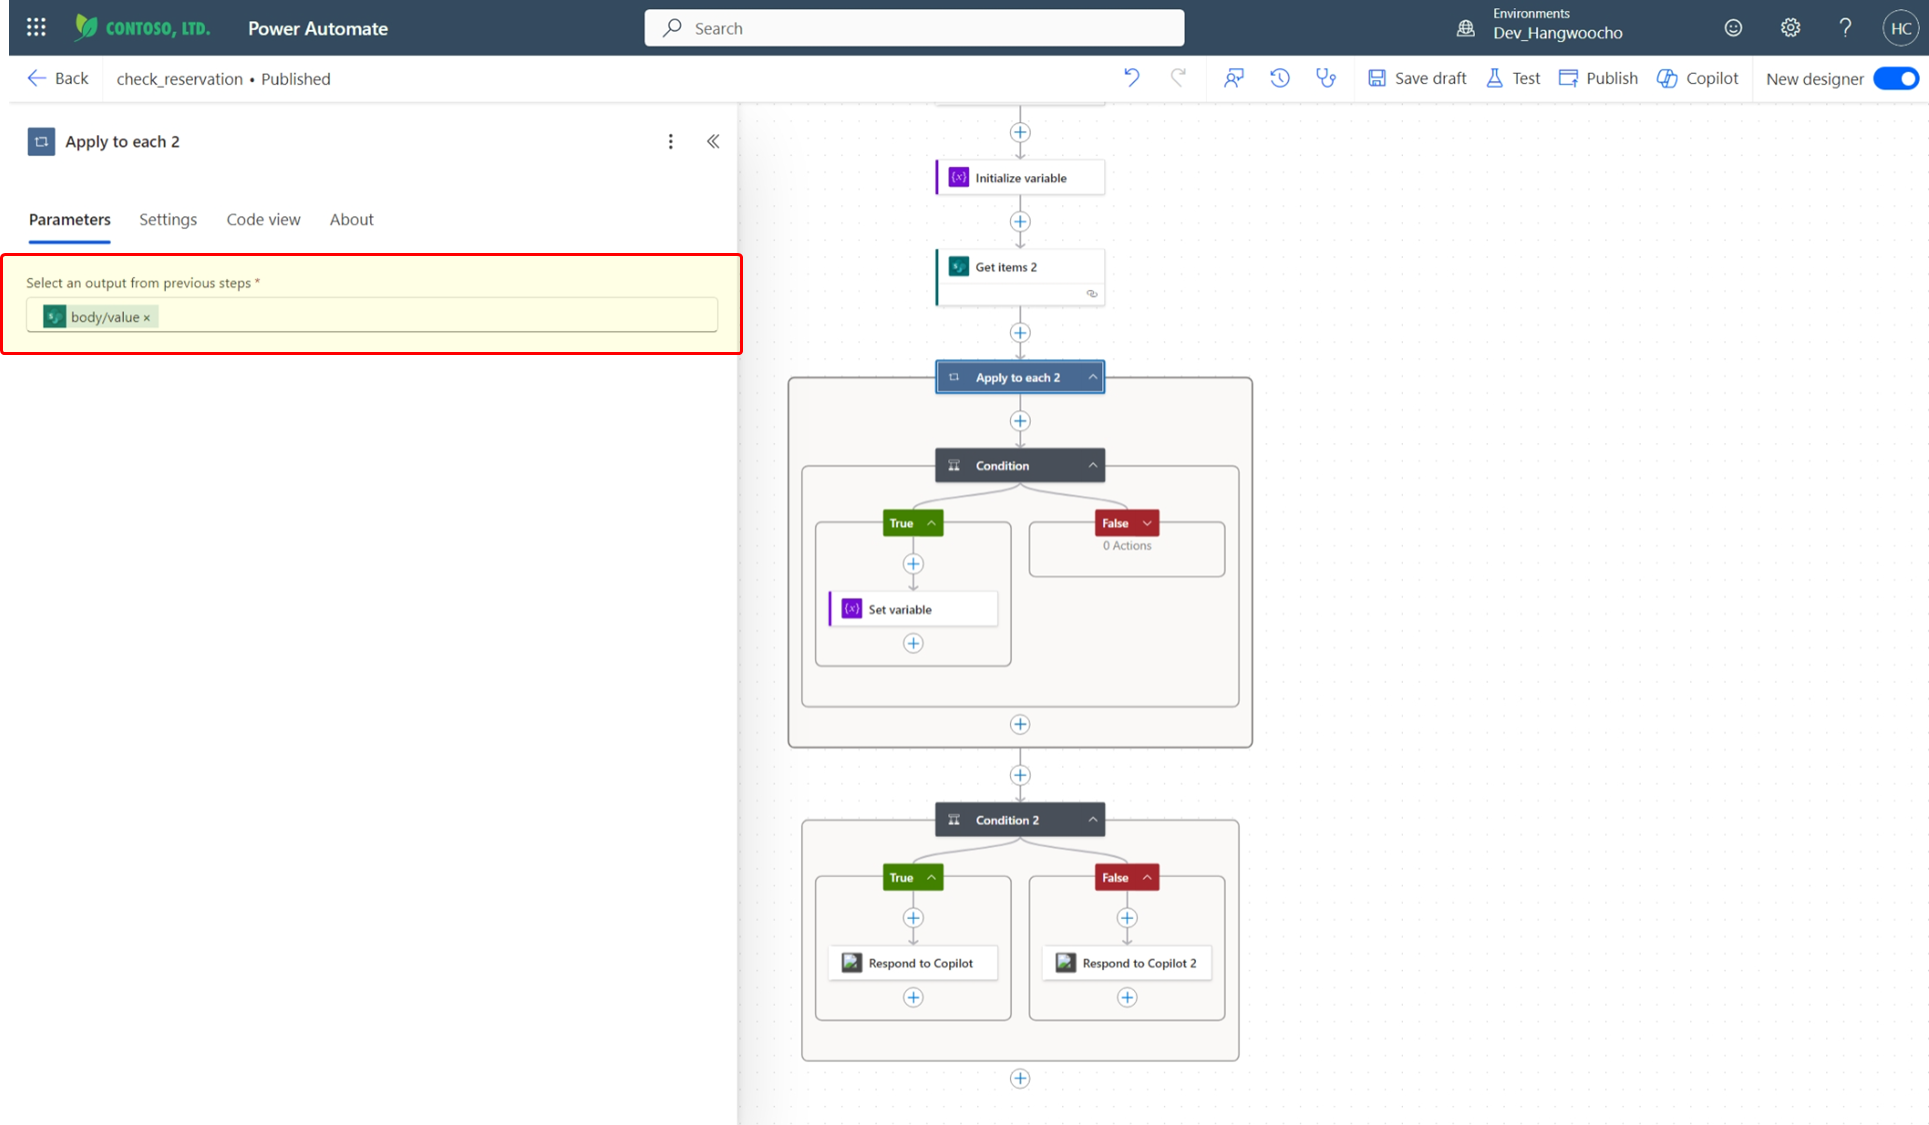 CONTOSO, LTD.
Power Automate
Search
Environments
Dev_Hangwoocho
?
HC
Back
check_reservation • Published
Save draft
Test
Publish
Copilot
New designer
Apply to each 2
Parameters
Settings
Code view
About
Select an output from previous steps *
body/value ×
{x} Initialize variable
Get items 2
Apply to each 2
Condition
True
False
0 Actions
{x} Set variable
Condition 2
True
False
Respond to Copilot
Respond to Copilot 2